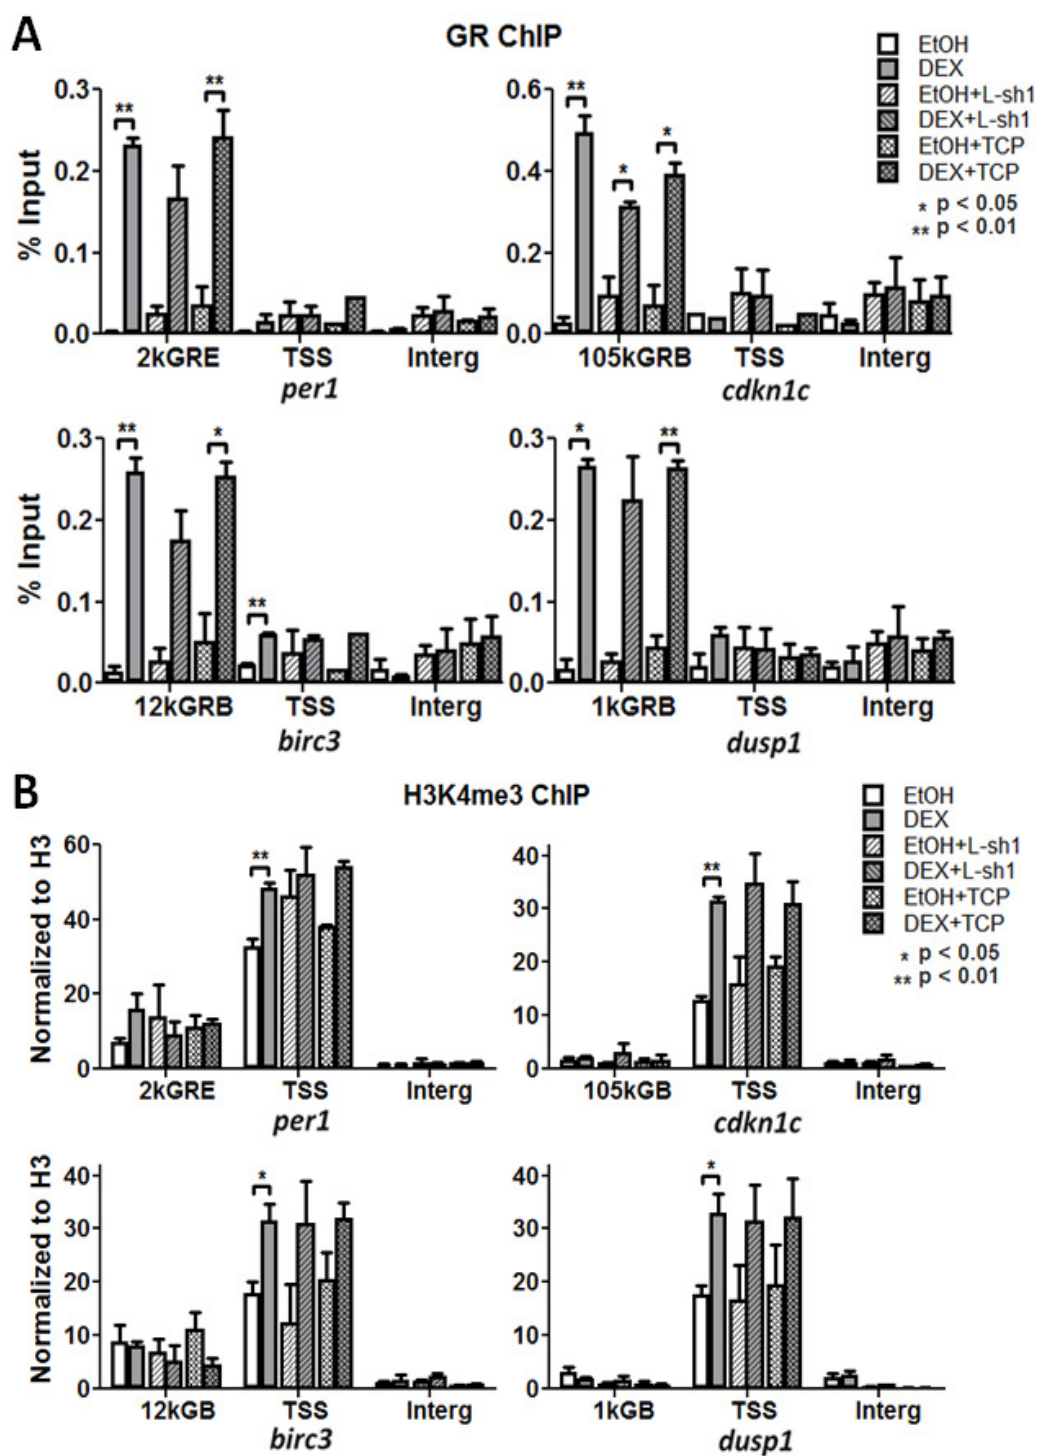 A
GR ChIP
EtOH
DEX
EtOH+L-sh1
DEX+L-sh1
EtOH+TCP
DEX+TCP
* p < 0.05
** p < 0.01
% Input
0.3
0.2
0.1
0.0
** **
2kGRE TSS Interg
per1
0.6
0.4
0.2
0.0
** * *
105kGRB TSS Interg
cdkn1c
% Input
0.3
0.2
0.1
0.0
** * **
12kGRB TSS Interg
birc3
0.3
0.2
0.1
0.0
* **
1kGRB TSS Interg
dusp1
B
H3K4me3 ChIP
EtOH
DEX
EtOH+L-sh1
DEX+L-sh1
EtOH+TCP
DEX+TCP
* p < 0.05
** p < 0.01
Normalized to H3
60
40
20
0
**
2kGRE TSS Interg
per1
40
30
20
10
0
**
105kGB TSS Interg
cdkn1c
Normalized to H3
40
30
20
10
0
*
12kGB TSS Interg
birc3
40
30
20
10
0
*
1kGB TSS Interg
dusp1